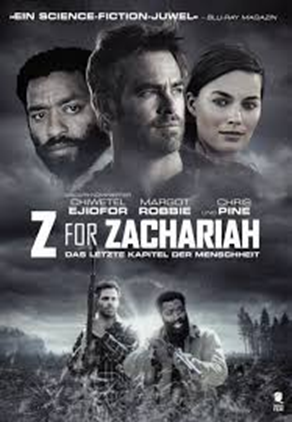 »EIN SCIENCE-FICTION-JUWEL« – BLU-RAY MAGAZIN
CHIWETEL MARGOT CHRIS
EJIOFOR ROBBIE UND PINE
Z FOR ZACHARIAH
DAS LETZTE KAPITEL DER MENSCHHEIT